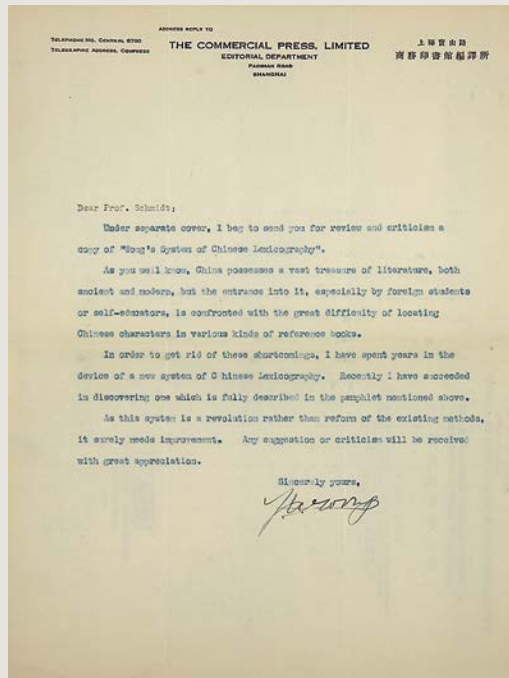 ADDRESS REPLY TO
TELEPHONE NO. CENTRAL 6790
TELEGRAPHIC ADDRESS, COMPRESS
THE COMMERCIAL PRESS, LIMITED
EDITORIAL DEPARTMENT
PAOSHAN ROAD
SHANGHAI
上海寶山路
商務印書館編譯所
Dear Prof. Schmidt;
Under separate cover, I beg to send you for review and criticism a
copy of "Wong's System of Chinese Lexicography".
As you well know, China possesses a vast treasure of literature, both
ancient and modern, but the entrance into it, especially by foreign students
or self-educators, is confronted with the great difficulty of locating
Chinese characters in various kinds of reference books.
In order to get rid of these shortcomings, I have spent years in the
device of a new system of C hinese Lexicography. Recently I have succeeded
in discovering one which is fully described in the pamphlet mentioned above.
As this system is a revolution rather than reform of the existing methods,
it surely needs improvement. Any suggestion or criticism will be received
with great appreciation.
Sincerely yours,